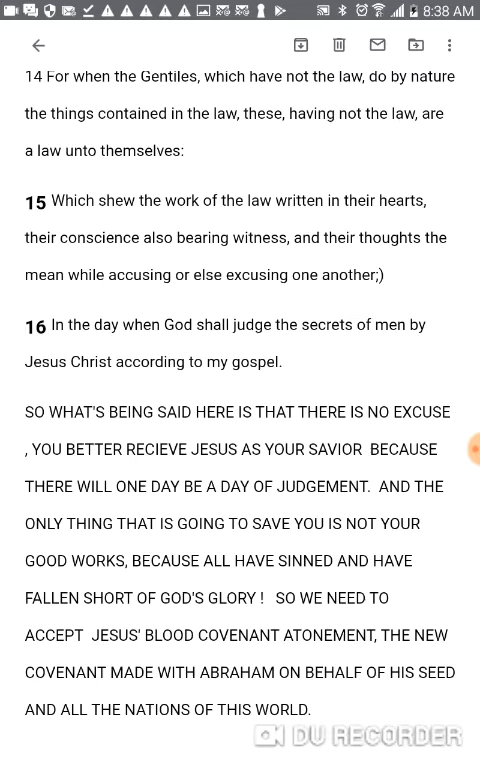 8:38 AM
14 For when the Gentiles, which have not the law, do by nature
the things contained in the law, these, having not the law, are
a law unto themselves:
15 Which shew the work of the law written in their hearts,
their conscience also bearing witness, and their thoughts the
mean while accusing or else excusing one another;)
16 In the day when God shall judge the secrets of men by
Jesus Christ according to my gospel.
SO WHAT'S BEING SAID HERE IS THAT THERE IS NO EXCUSE
, YOU BETTER RECIEVE JESUS AS YOUR SAVIOR  BECAUSE
THERE WILL ONE DAY BE A DAY OF JUDGEMENT.  AND THE
ONLY THING THAT IS GOING TO SAVE YOU IS NOT YOUR
GOOD WORKS, BECAUSE ALL HAVE SINNED AND HAVE
FALLEN SHORT OF GOD'S GLORY !   SO WE NEED TO
ACCEPT  JESUS' BLOOD COVENANT ATONEMENT, THE NEW
COVENANT MADE WITH ABRAHAM ON BEHALF OF HIS SEED
AND ALL THE NATIONS OF THIS WORLD.
DU RECORDER